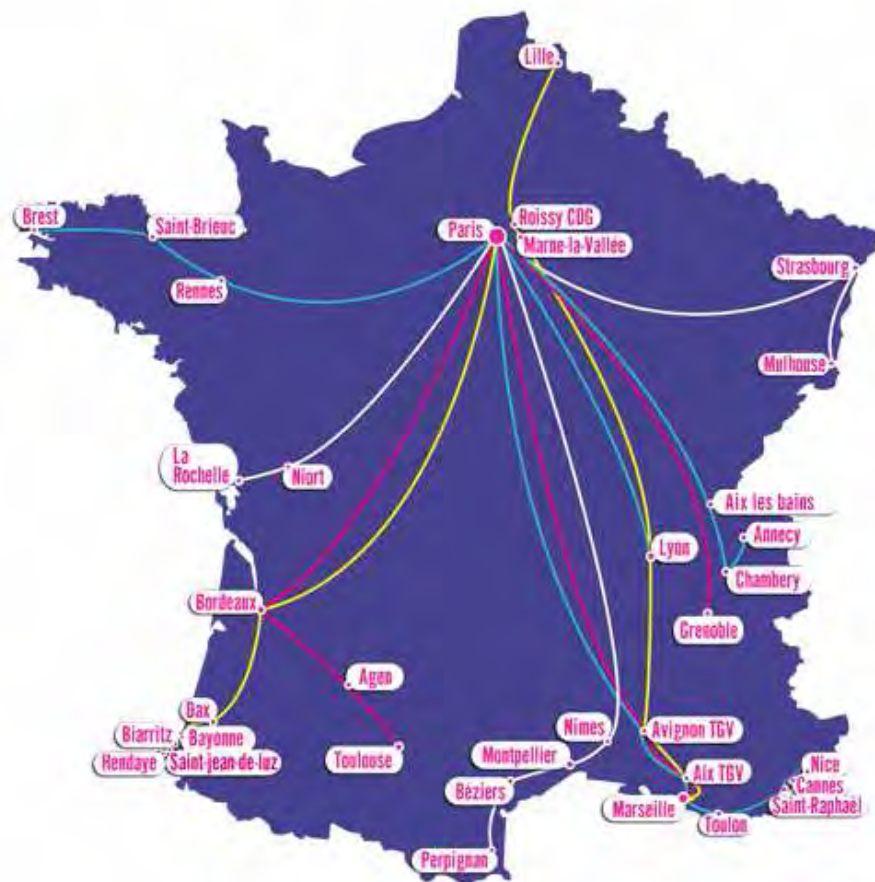 Lille
Roissy CDG
Brest
Saint-Brieuc
Paris
Marne-la-Vallée
Strasbourg
Rennes
Mulhouse
La
Rochelle
Niort
Aix les bains
Annecy
Lyon
Chambery
Bordeaux
Grenoble
Agen
Dax
Biarritz
Bayonne
Nimes
Avignon TGV
Hendaye
Saint-jean-de-luz
Toulouse
Montpellier
Aix TGV
Nice
Béziers
Cannes
Marseille
Saint-Raphaël
Toulon
Perpignan